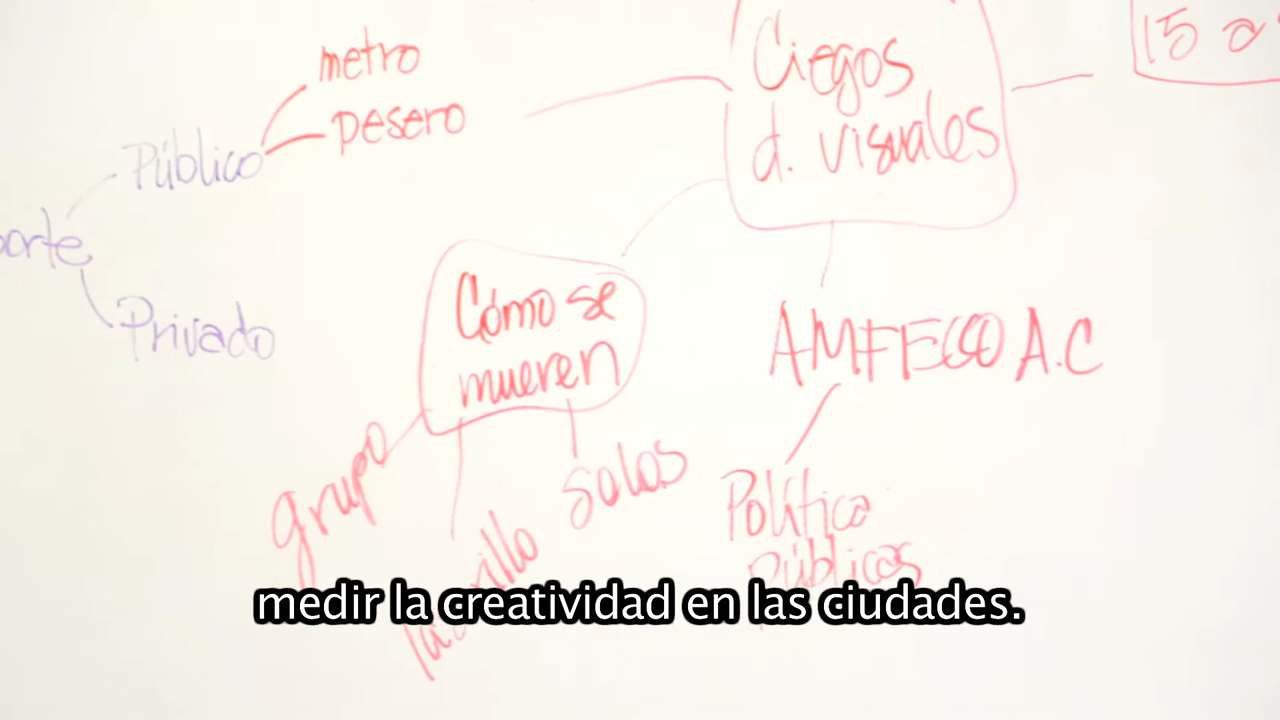 metro
pesero
Público
Privado
Ciegos
d. visuales
15 a
Cómo se
mueren
grupo
solos
AMFECCO A.C
Política
Públicas
medir la creatividad en las ciudades.